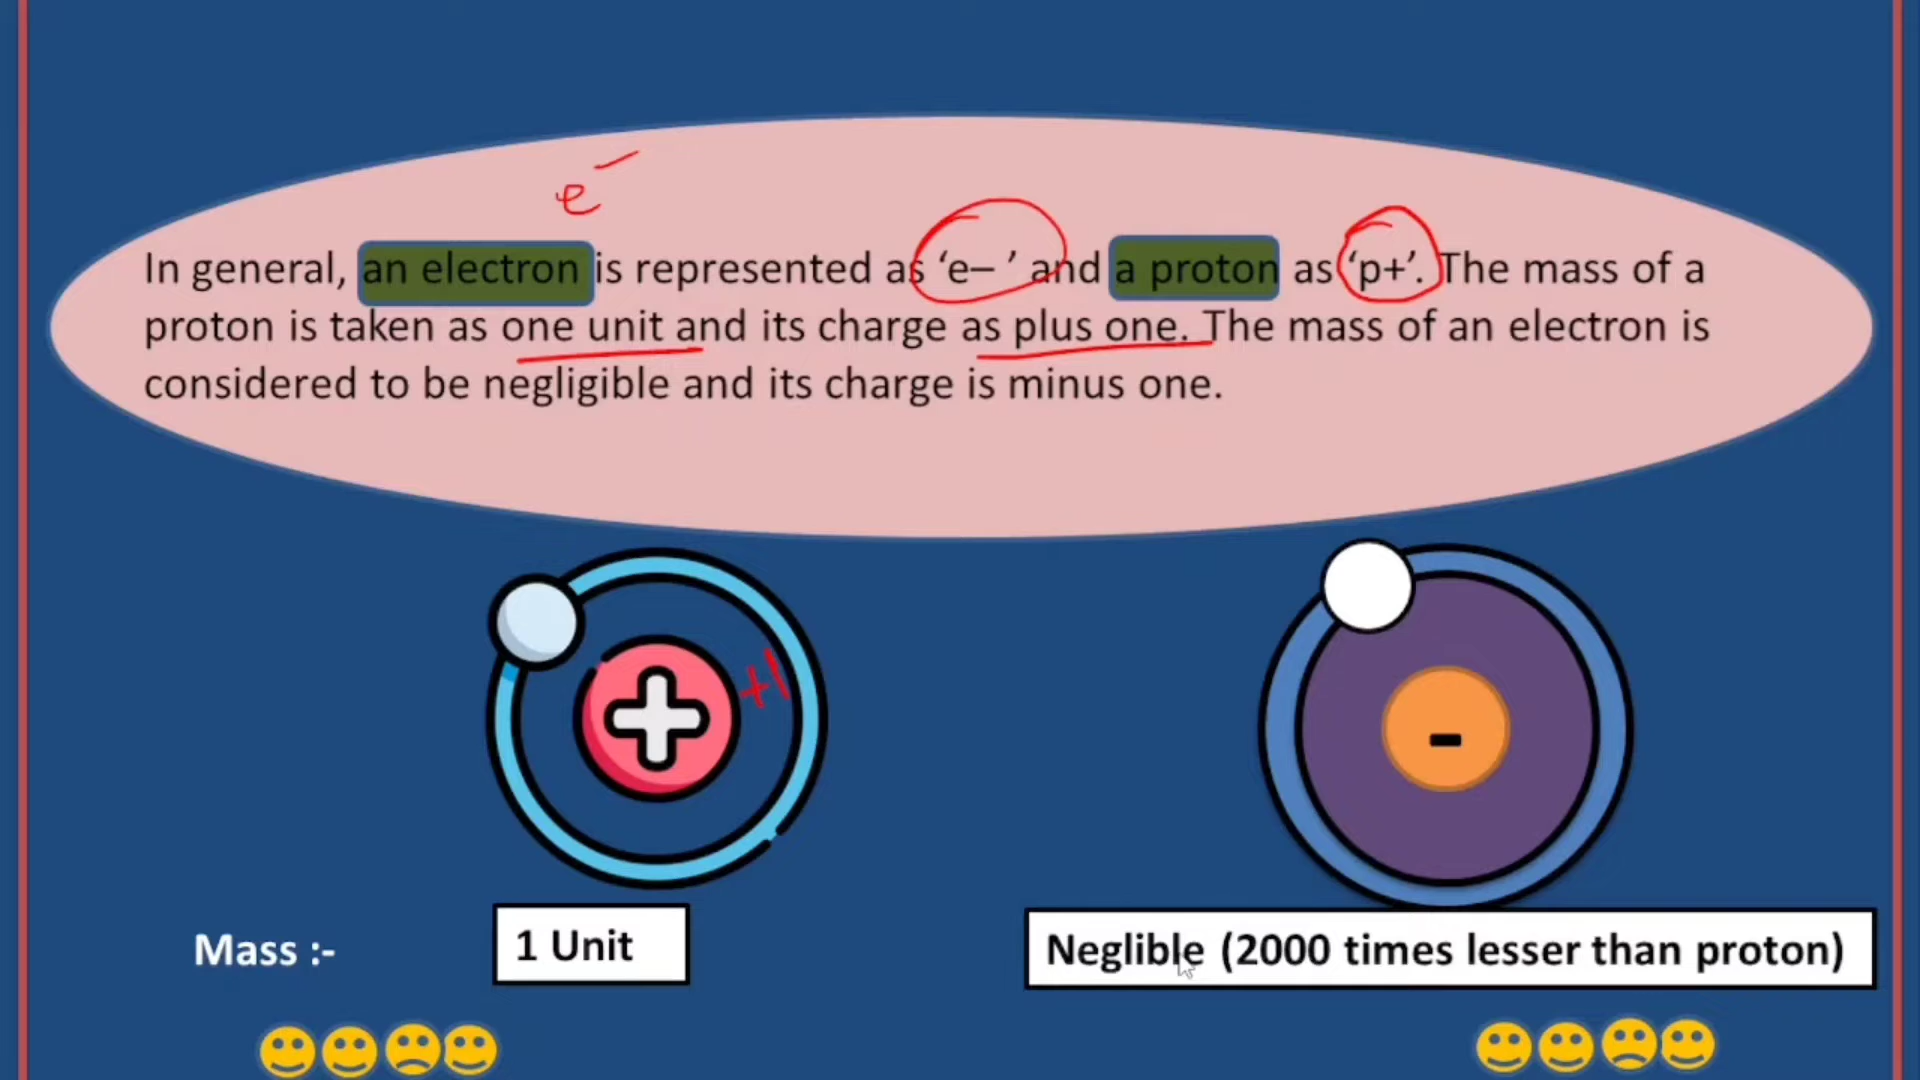 e⁻
In general, an electron is represented as ‘e– ’ and a proton as ‘p+’. The mass of a
proton is taken as one unit and its charge as plus one. The mass of an electron is
considered to be negligible and its charge is minus one.
+1
-
Mass :-
1 Unit
Neglible (2000 times lesser than proton)